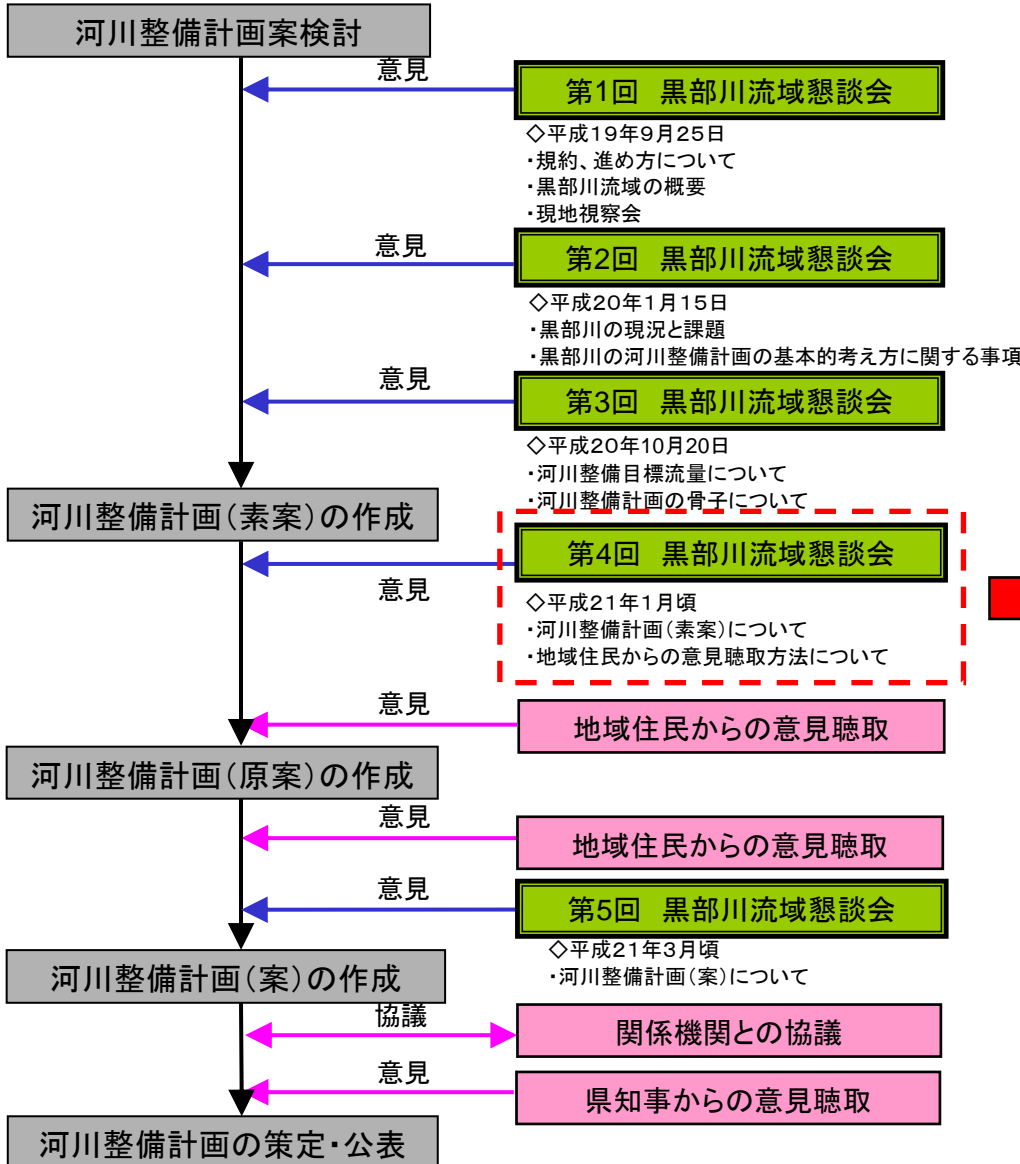 河川整備計画案検討
意見
第1回 黒部川流域懇談会
◇平成19年9月25日
・規約、進め方について
・黒部川流域の概要
・現地視察会
意見
第2回 黒部川流域懇談会
◇平成20年1月15日
・黒部川の現況と課題
・黒部川の河川整備計画の基本的考え方に関する事項
意見
第3回 黒部川流域懇談会
◇平成20年10月20日
・河川整備目標流量について
・河川整備計画の骨子について
河川整備計画(素案)の作成
第4回 黒部川流域懇談会
意見
◇平成21年1月頃
・河川整備計画(素案)について
・地域住民からの意見聴取方法について
意見
地域住民からの意見聴取
河川整備計画(原案)の作成
意見
地域住民からの意見聴取
意見
第5回 黒部川流域懇談会
◇平成21年3月頃
・河川整備計画(案)について
河川整備計画(案)の作成
協議
関係機関との協議
意見
県知事からの意見聴取
河川整備計画の策定・公表